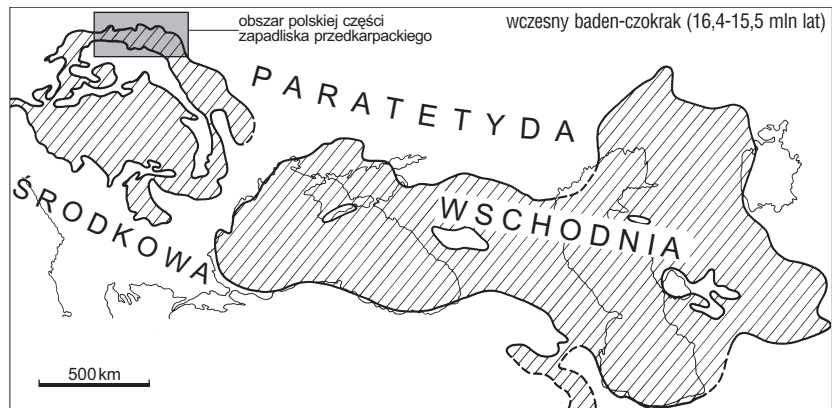 obszar polskiej części
zapadliska przedkarpackiego
wczesny baden-czokrak (16,4-15,5 mln lat)
PARATETYDA
ŚRODKOWA
WSCHODNIA
500 km